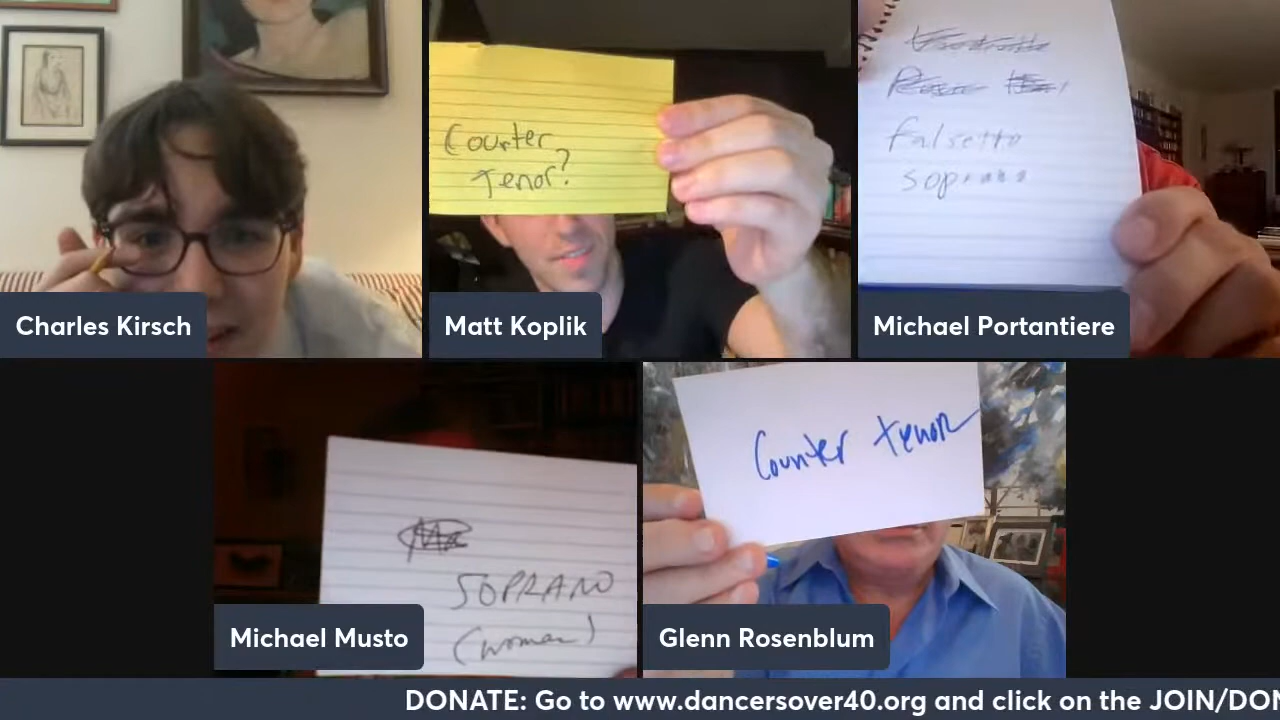 Counter
Tenor?
falsetto
soprano
Charles Kirsch
Matt Koplik
Michael Portantiere
SOPRANO
(woman)
Counter tenor
Michael Musto
Glenn Rosenblum
DONATE: Go to www.dancersover40.org and click on the JOIN/DON